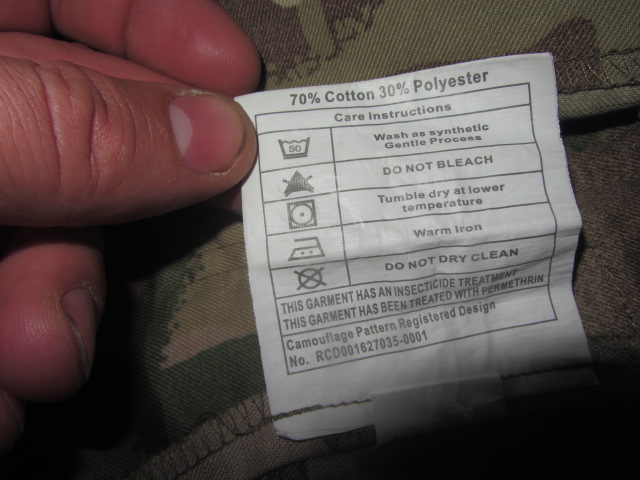 70% Cotton 30% Polyester
Care Instructions
50
Wash as synthetic
Gentle Process
DO NOT BLEACH
Tumble dry at lower
temperature
Warm Iron
DO NOT DRY CLEAN
THIS GARMENT HAS AN INSECTICIDE TREATMENT
THIS GARMENT HAS BEEN TREATED WITH PERMETHRIN
Camouflage Pattern Registered Design
No. RCD001627035-0001